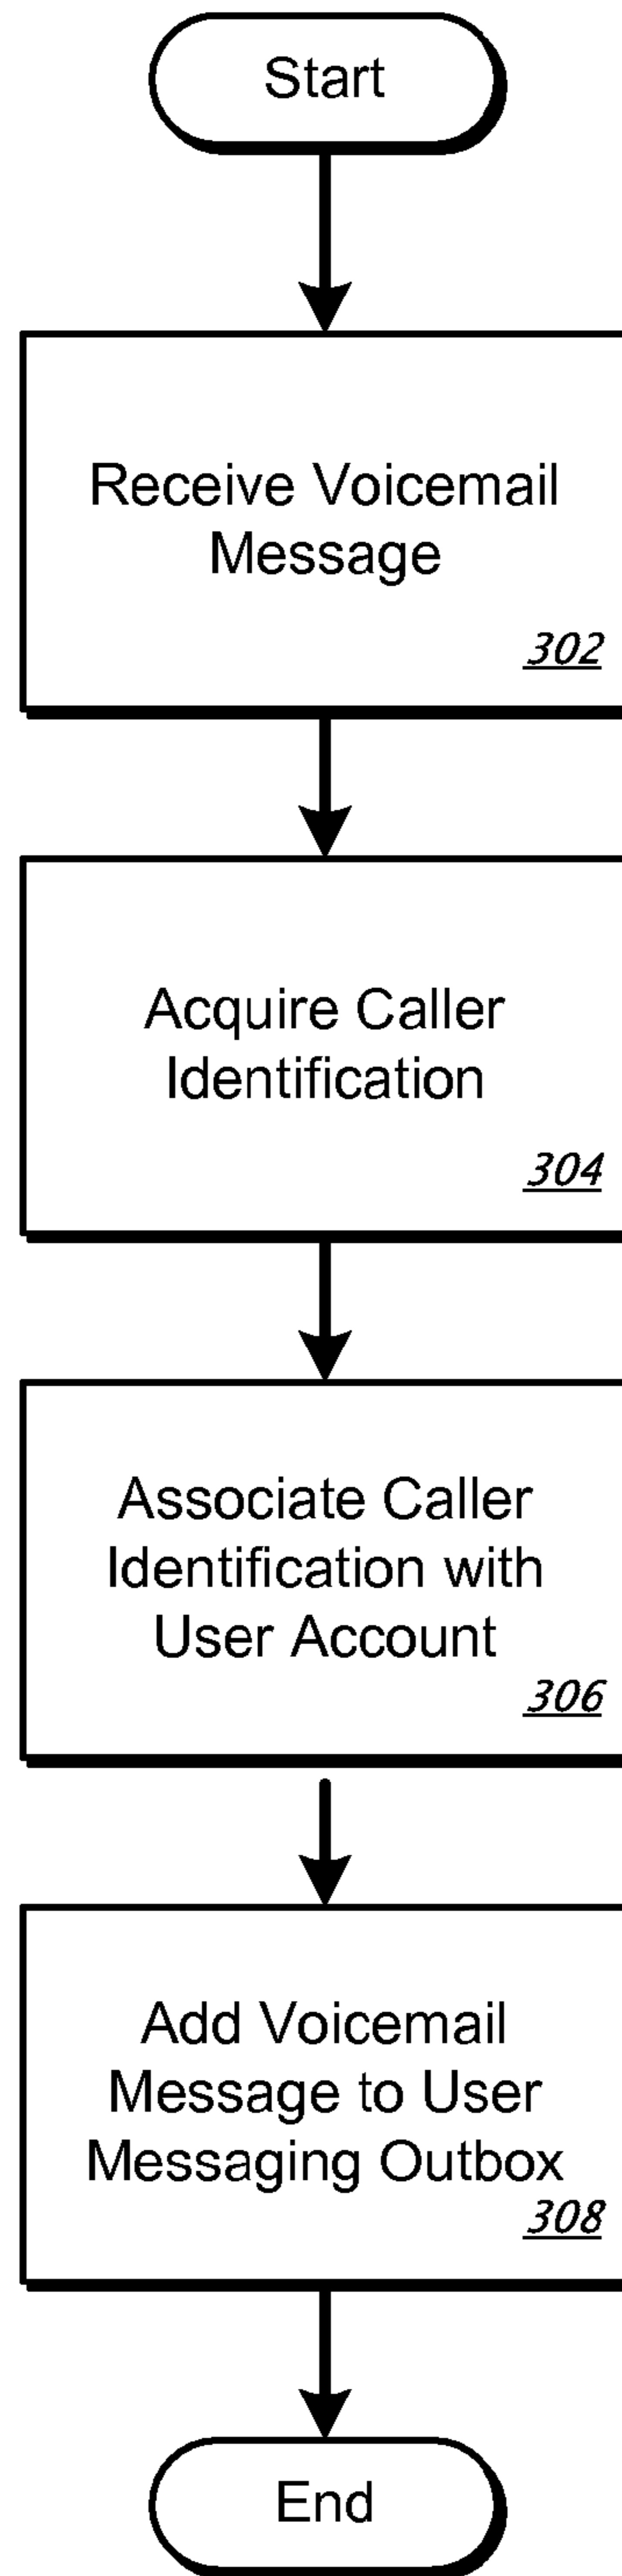 Start
Receive Voicemail
Message
302
Acquire Caller
Identification
304
Associate Caller
Identification with
User Account
306
Add Voicemail
Message to User
Messaging Outbox
308
End